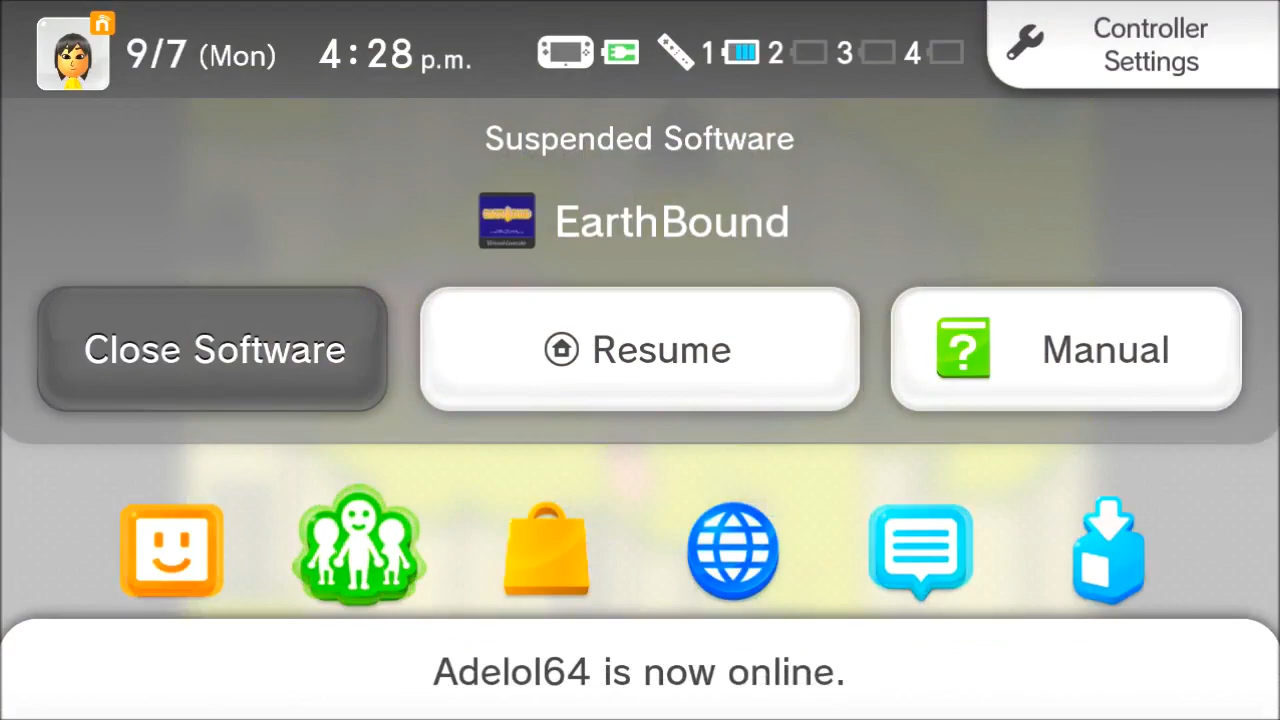 9/7 (Mon) 4:28 p.m. 1 2 3 4
Controller
Settings
Suspended Software
EarthBound
Close Software
Resume
Manual
Adelol64 is now online.